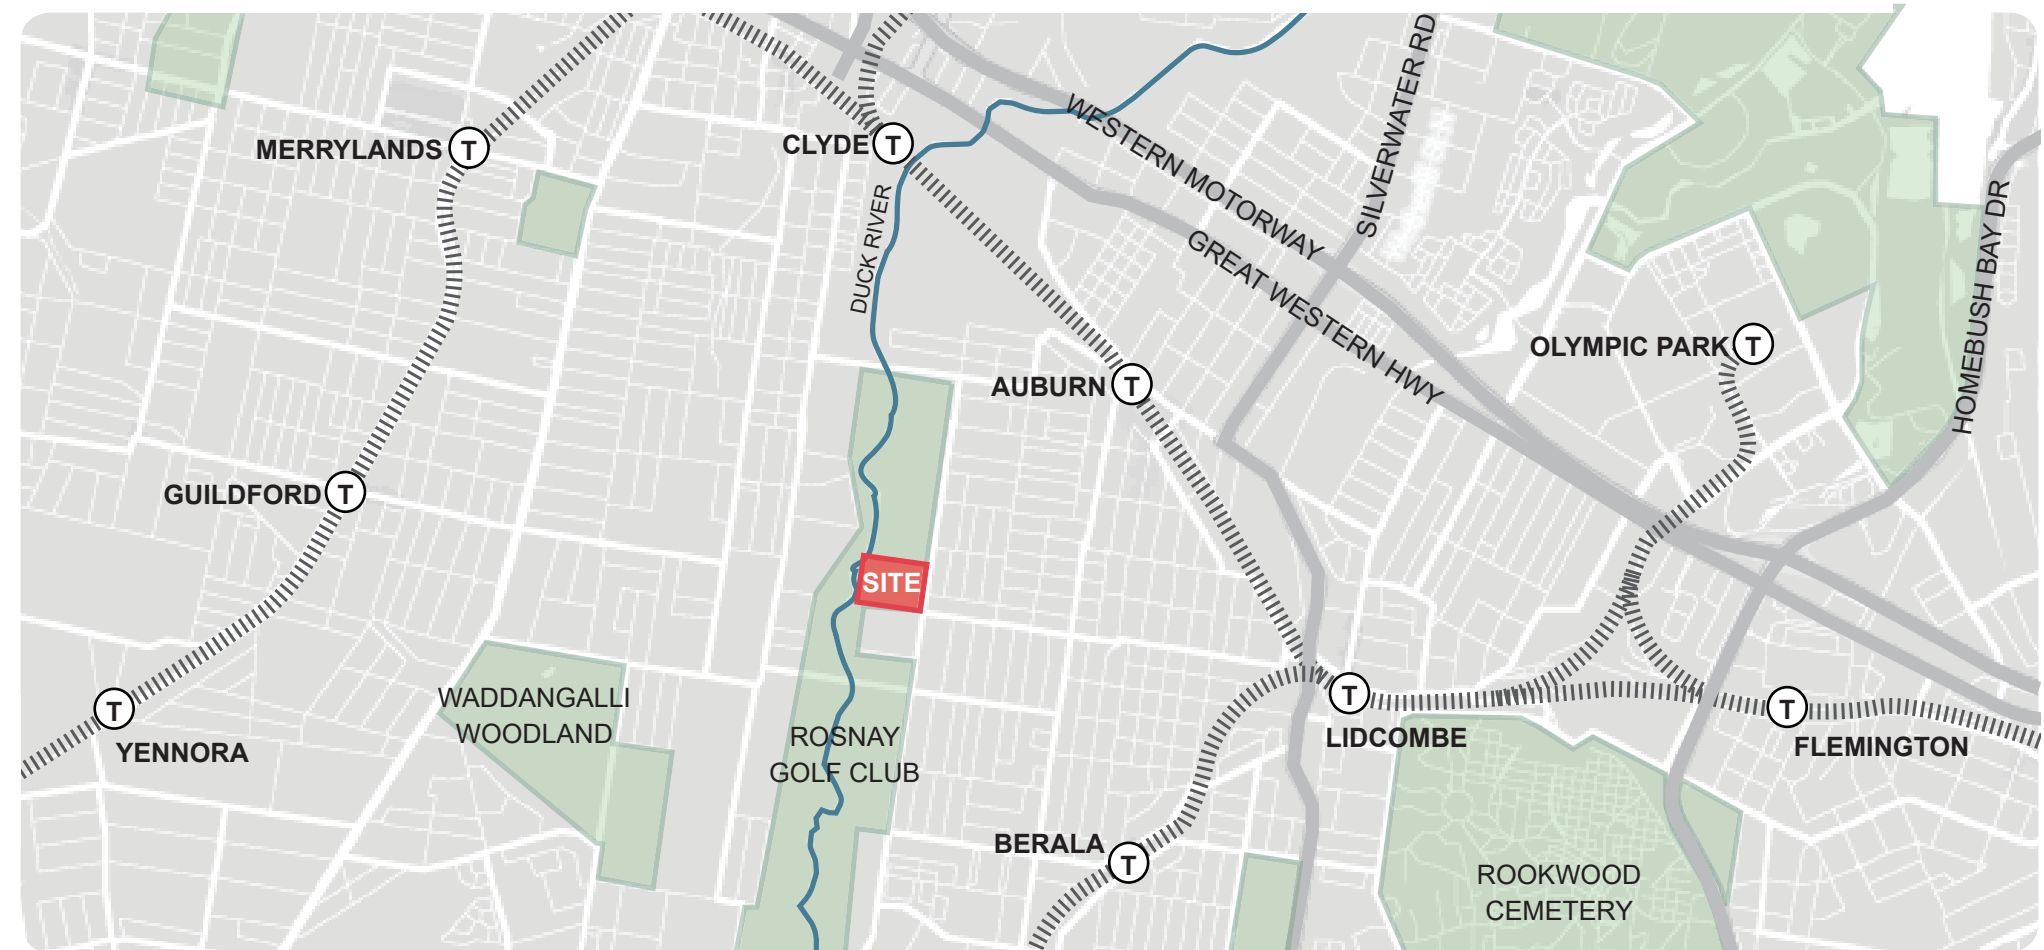 WESTERN MOTORWAY
SILVERWATER RD
MERRYLANDS
T
CLYDE
T
DUCK RIVER
GREAT WESTERN HWY
HOMEBUSH BAY DR
OLYMPIC PARK
T
AUBURN
T
GUILDFORD
T
SITE
T
YENNORA
WADDANGALLI
WOODLAND
ROSNAY
GOLF CLUB
T
LIDCOMBE
T
FLEMINGTON
BERALA
T
ROOKWOOD
CEMETERY